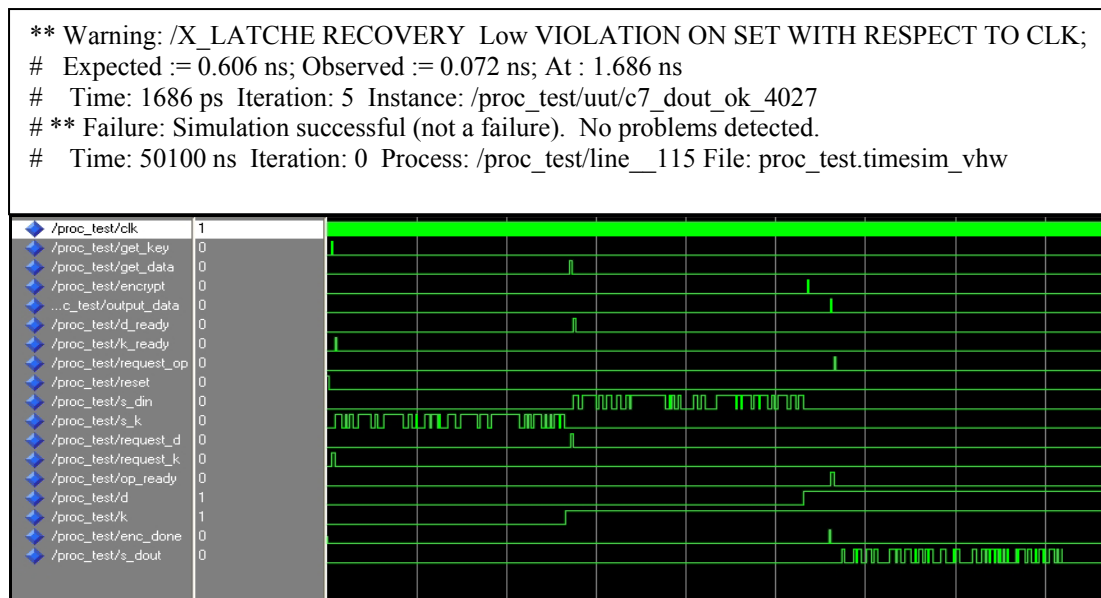 ** Warning: /X_LATCHE RECOVERY  Low VIOLATION ON SET WITH RESPECT TO CLK;
#   Expected := 0.606 ns; Observed := 0.072 ns; At : 1.686 ns
#    Time: 1686 ps  Iteration: 5  Instance: /proc_test/uut/c7_dout_ok_4027
# ** Failure: Simulation successful (not a failure).  No problems detected.
#    Time: 50100 ns  Iteration: 0  Process: /proc_test/line__115 File: proc_test.timesim_vhw
/proc_test/clk 1
/proc_test/get_key 0
/proc_test/get_data 0
/proc_test/encrypt 0
...c_test/output_data 0
/proc_test/d_ready 0
/proc_test/k_ready 0
/proc_test/request_op 0
/proc_test/reset 0
/proc_test/s_din 0
/proc_test/s_k 0
/proc_test/request_d 0
/proc_test/request_k 0
/proc_test/op_ready 0
/proc_test/d 1
/proc_test/k 1
/proc_test/enc_done 0
/proc_test/s_dout 0